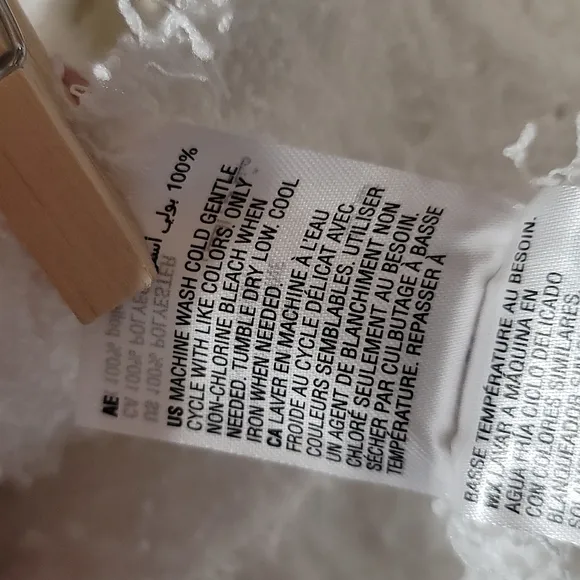 AE 100% بولي أستر
US MACHINE WASH COLD GENTLE
CYCLE WITH LIKE COLORS. ONLY
NON-CHLORINE BLEACH WHEN
NEEDED. TUMBLE DRY LOW. COOL
IRON WHEN NEEDED.
CA LAVER EN MACHINE À L'EAU
FROIDE AU CYCLE DÉLICAT AVEC
COULEURS SEMBLABLES. UTILISER
UN AGENT DE BLANCHIMENT NON
CHLORÉ SEULEMENT AU BESOIN.
SÉCHER PAR CULBUTAGE À BASSE
TEMPÉRATURE. REPASSER À
BASSE TEMPÉRATURE AU BESOIN.
MX LAVAR A MÁQUINA EN
AGUA FRÍA CICLO DELICADO
CON COLORES SIMILARES.